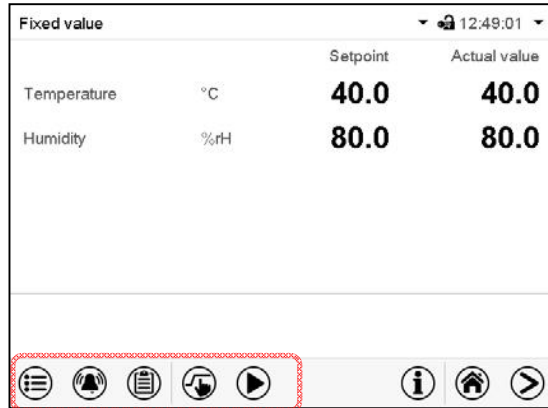 Fixed value 12:49:01
Setpoint Actual value
Temperature °C 40.0 40.0
Humidity %rH 80.0 80.0